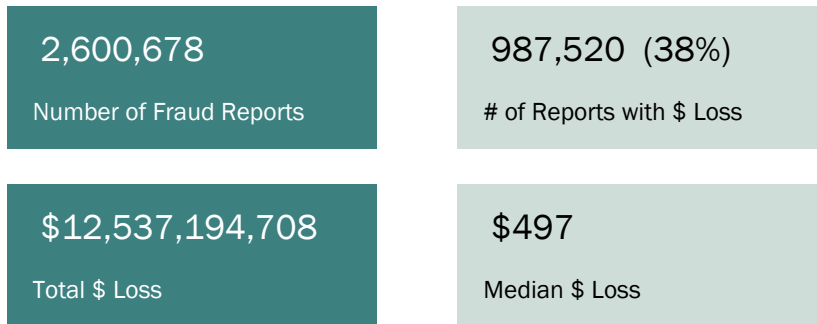 2,600,678
Number of Fraud Reports
987,520 (38%)
# of Reports with $ Loss
$12,537,194,708
Total $ Loss
$497
Median $ Loss